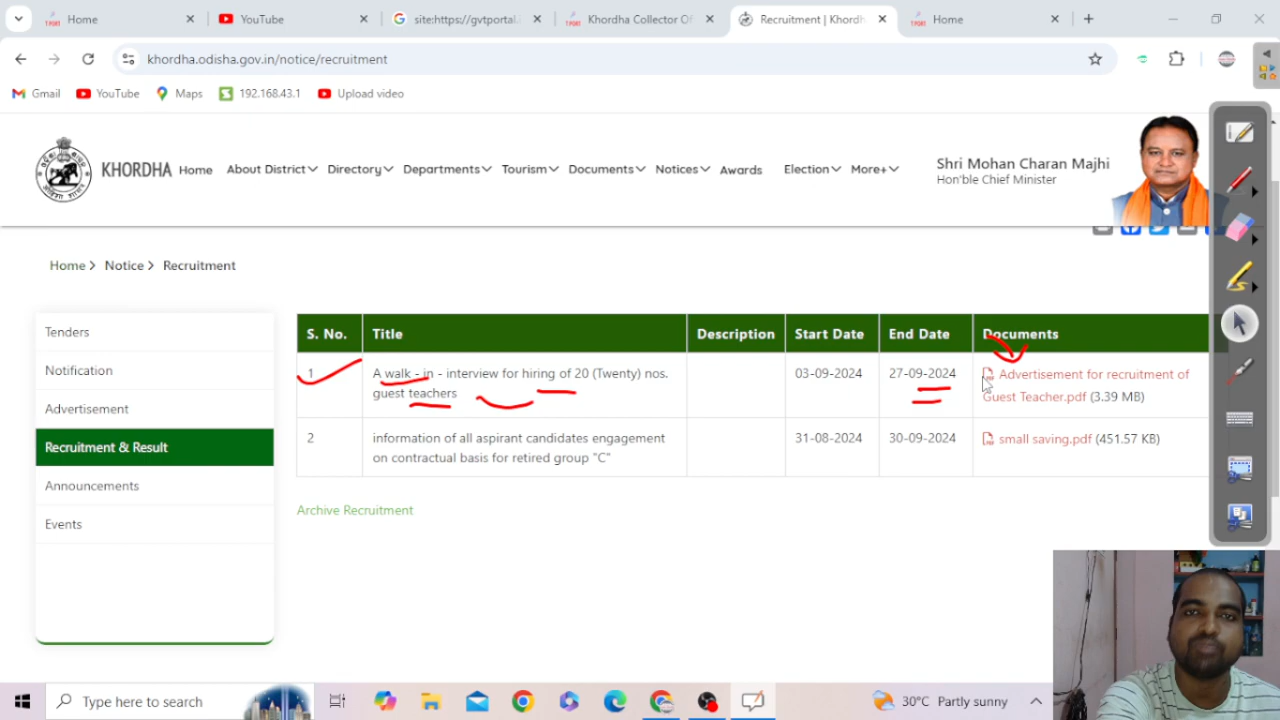 Home
YouTube
site:https://gvtportal.
Khordha Collector Of
Recruitment | Khordh
Home
khordha.odisha.gov.in/notice/recruitment
Gmail
YouTube
Maps
192.168.43.1
Upload video
KHORDHA
Home
About District
Directory
Departments
Tourism
Documents
Notices
Awards
Election
More+
Shri Mohan Charan Majhi
Hon'ble Chief Minister
Home > Notice > Recruitment
Tenders
Notification
Advertisement
Recruitment & Result
Announcements
Events
S. No. Title Description Start Date End Date Documents
1 A walk - in - interview for hiring of 20 (Twenty) nos. 03-09-2024 27-09-2024 Advertisement for recruitment of
guest teachers Guest Teacher.pdf (3.39 MB)
2 information of all aspirant candidates engagement 31-08-2024 30-09-2024 small saving.pdf (451.57 KB)
on contractual basis for retired group "C"
Archive Recruitment
Type here to search
30°C Partly sunny